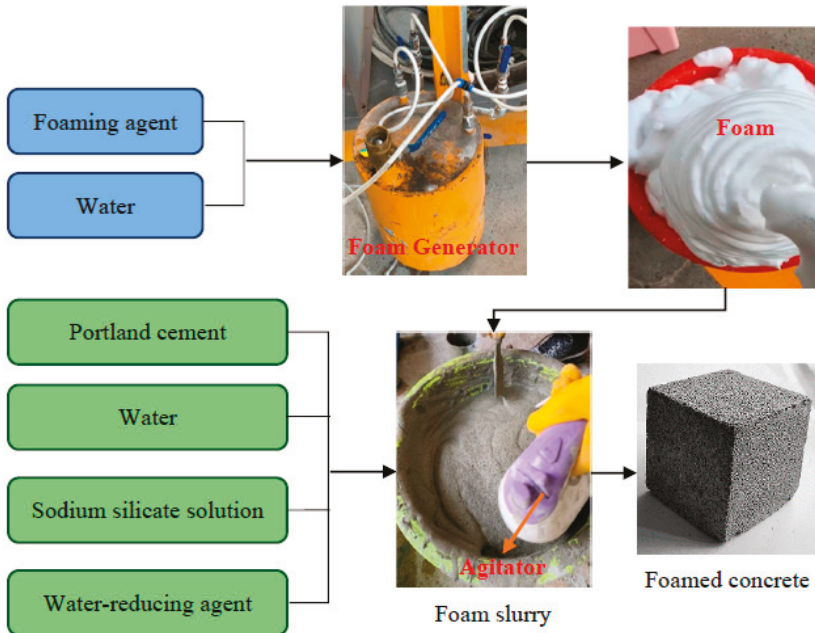 Foaming agent
Water
Foam Generator
Foam
Portland cement
Water
Sodium silicate solution
Water-reducing agent
Agitator
Foam slurry
Foamed concrete